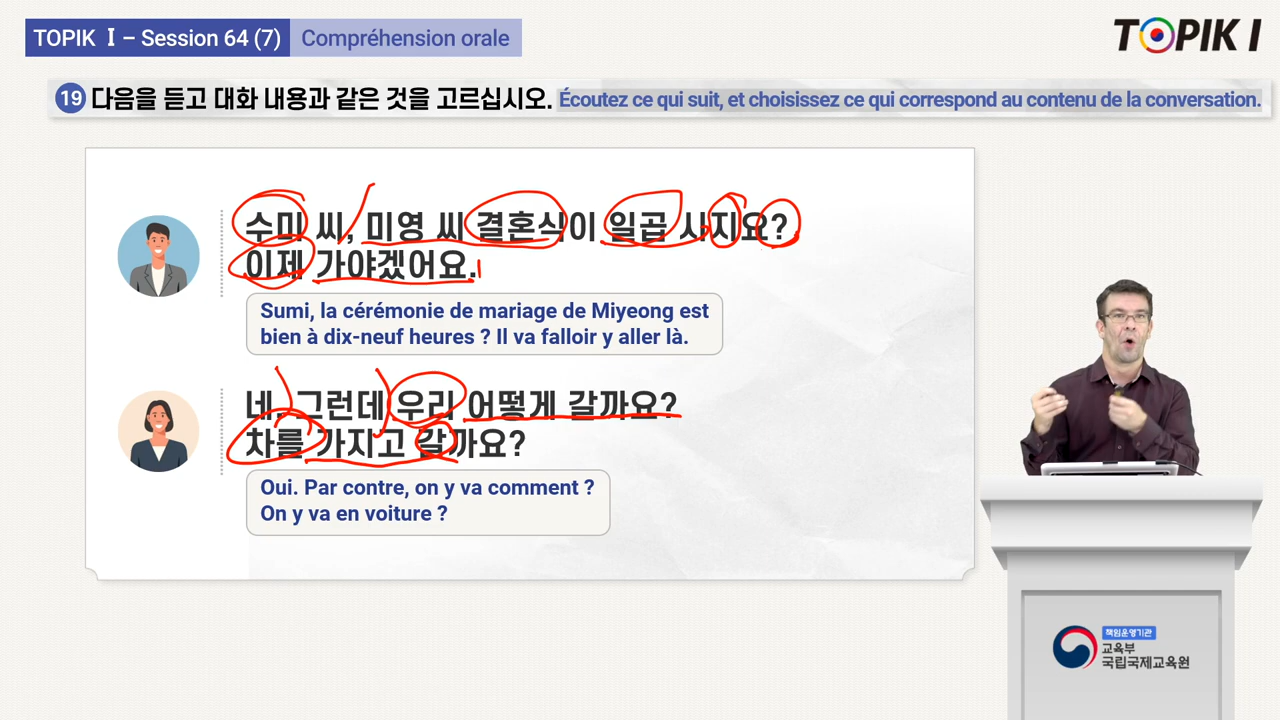 TOPIK I – Session 64 (7) Compréhension orale
TOPIK I
19 다음을 듣고 대화 내용과 같은 것을 고르십시오. Écoutez ce qui suit, et choisissez ce qui correspond au contenu de la conversation.
수미 씨, 미영 씨 결혼식이 일곱 시지요?
이제 가야겠어요.
Sumi, la cérémonie de mariage de Miyeong est
bien à dix-neuf heures ? Il va falloir y aller là.
네. 그런데 우리 어떻게 갈까요?
차를 가지고 갈까요?
Oui. Par contre, on y va comment ?
On y va en voiture ?
책임운영기관
교육부
국립국제교육원